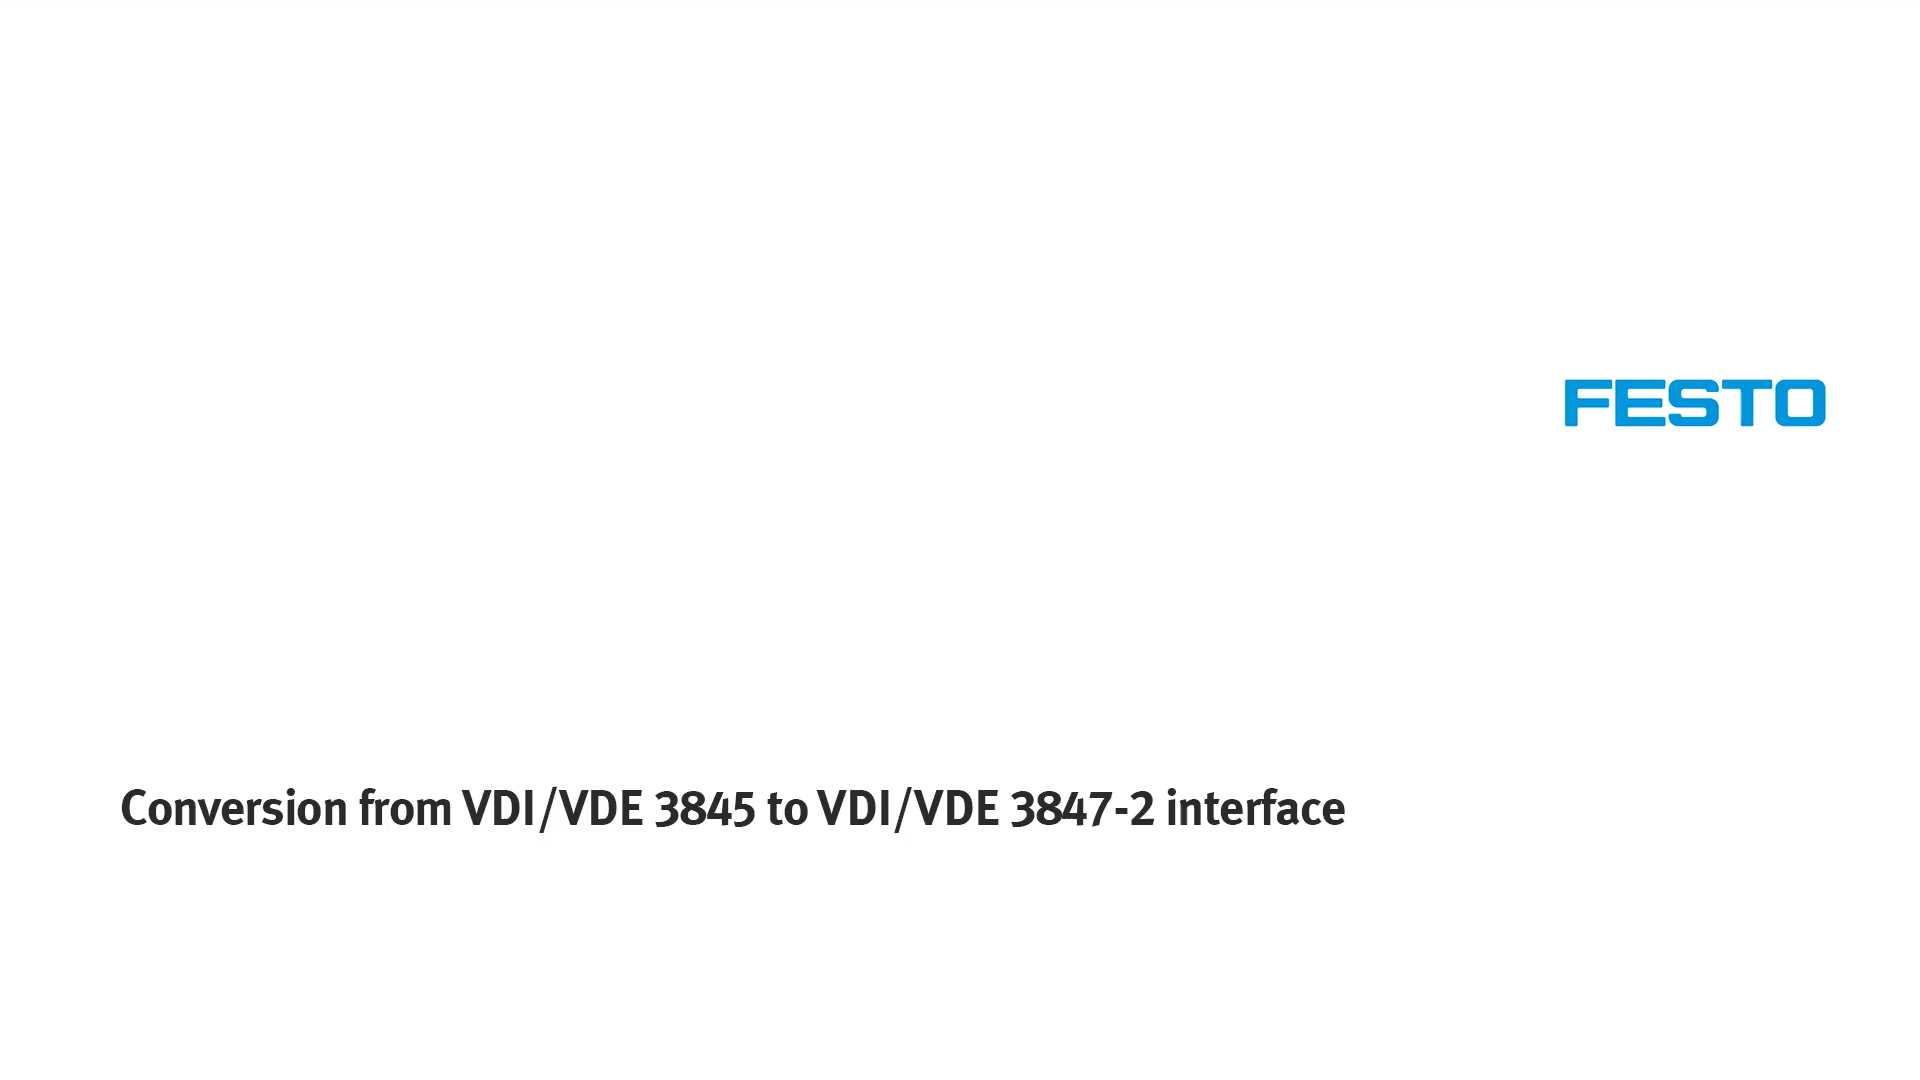 FESTO
Conversion from VDI/VDE 3845 to VDI/VDE 3847-2 interface